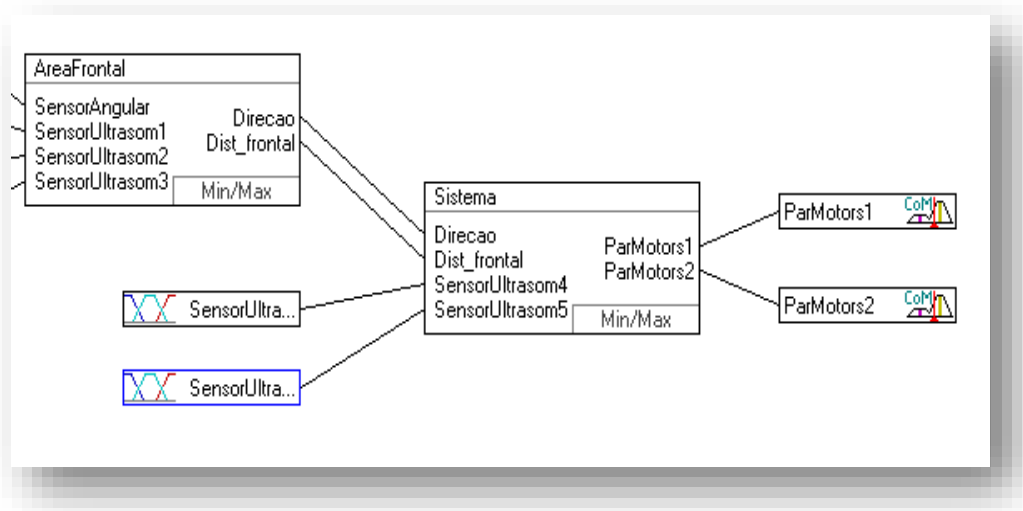 AreaFrontal
SensorAngular
SensorUltrasom1
SensorUltrasom2
SensorUltrasom3
Direcao
Dist_frontal
Min/Max
SensorUltra...
SensorUltra...
Sistema
Direcao
Dist_frontal
SensorUltrasom4
SensorUltrasom5
ParMotors1
ParMotors2
Min/Max
ParMotors1
CoM
ParMotors2
CoM